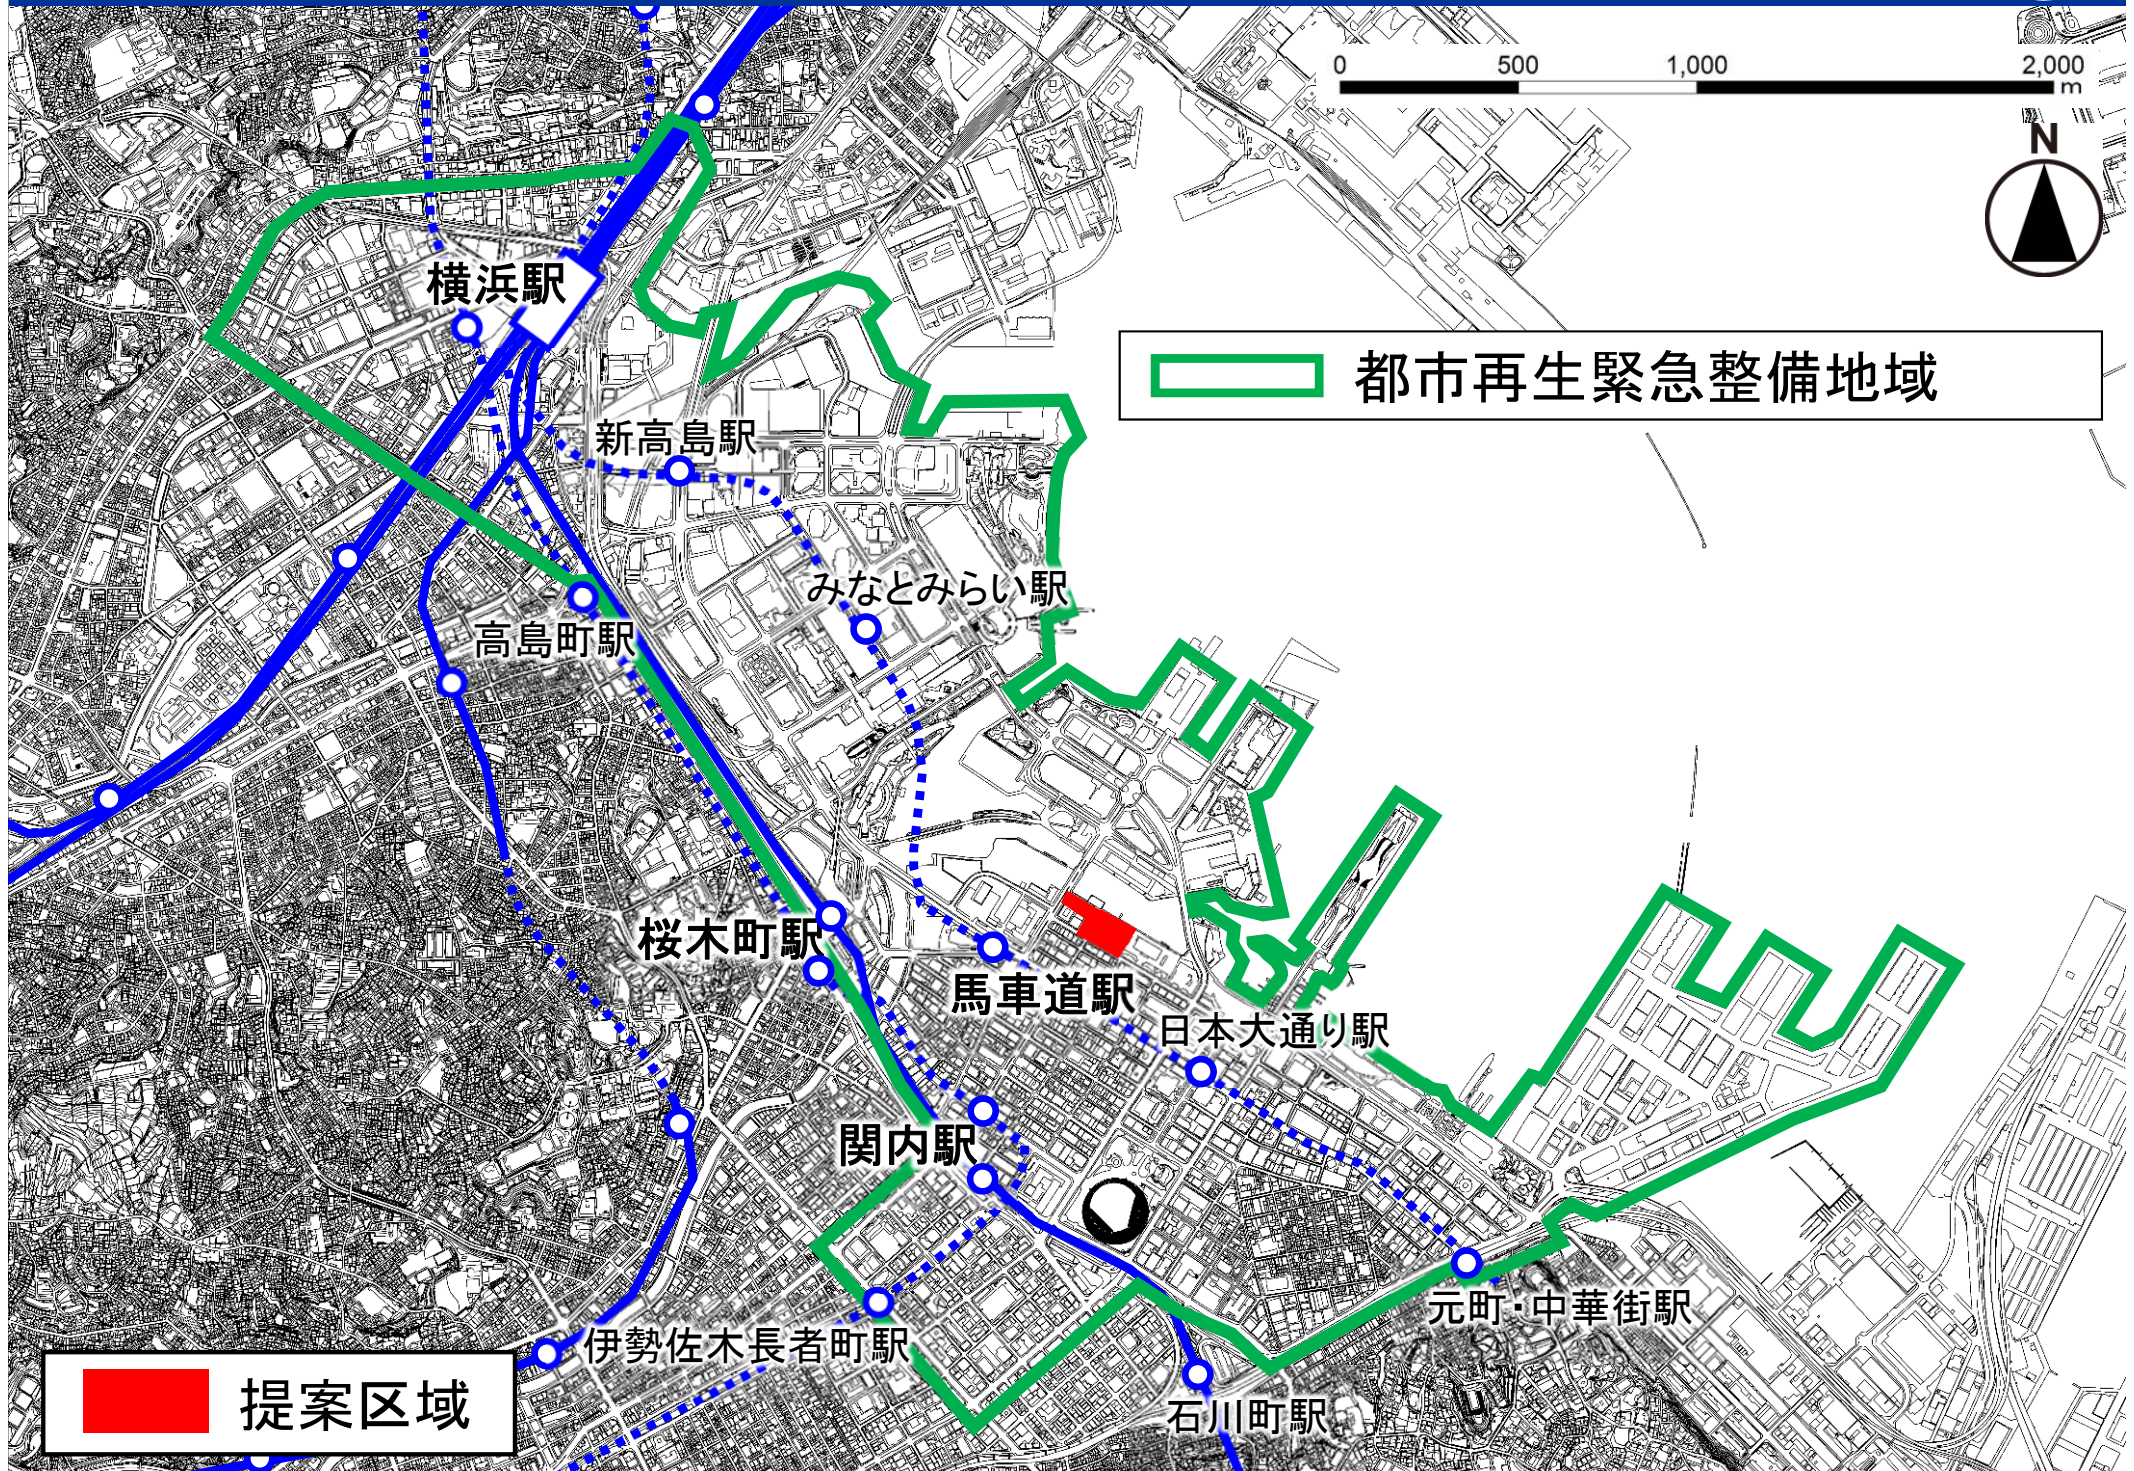 0 500 1,000 2,000
m
N
横浜駅
都市再生緊急整備地域
新高島駅
みなとみらい駅
高島町駅
桜木町駅
馬車道駅
日本大通り駅
関内駅
元町・中華街駅
伊勢佐木長者町駅
提案区域
石川町駅